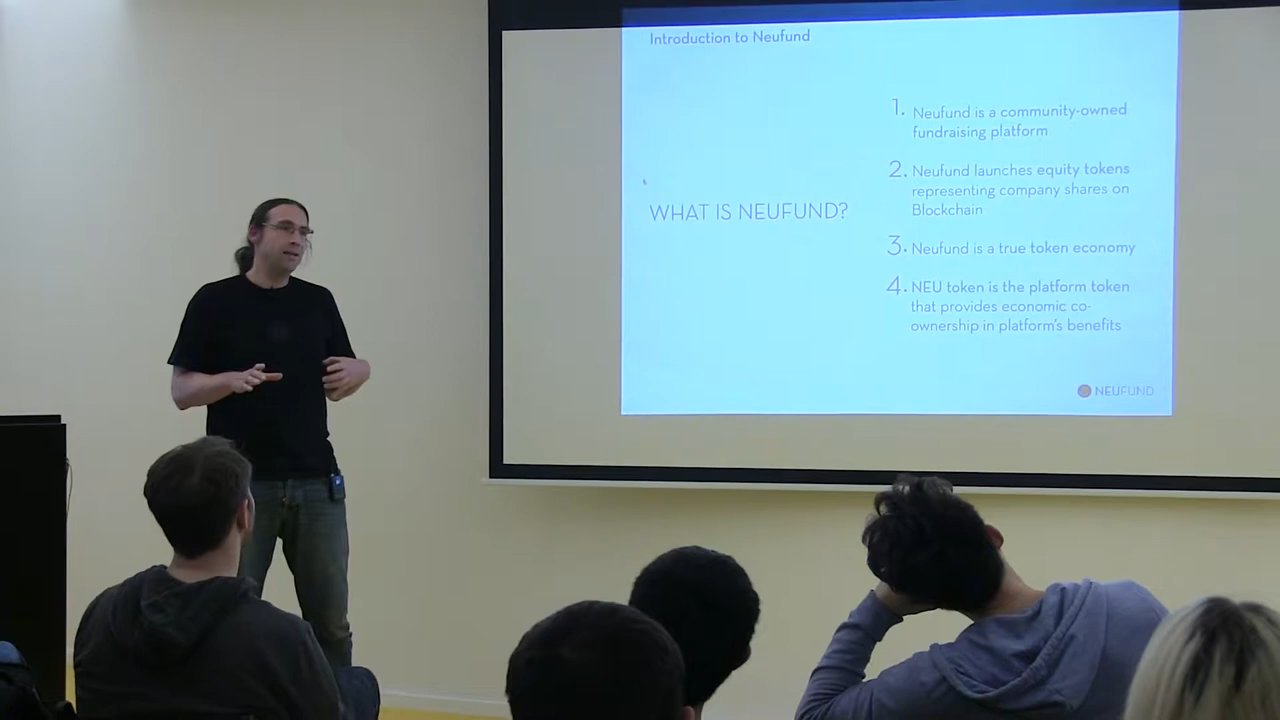 Introduction to Neufund
WHAT IS NEUFUND?
1. Neufund is a community-owned
fundraising platform
2. Neufund launches equity tokens
representing company shares on
Blockchain
3. Neufund is a true token economy
4. NEU token is the platform token
that provides economic co-
ownership in platform's benefits
NEUFUND